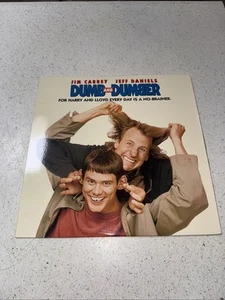 JIM CARREY JEFF DANIELS
DUMB AND DUMBER
FOR HARRY AND LLOYD EVERY DAY IS A NO-BRAINER.